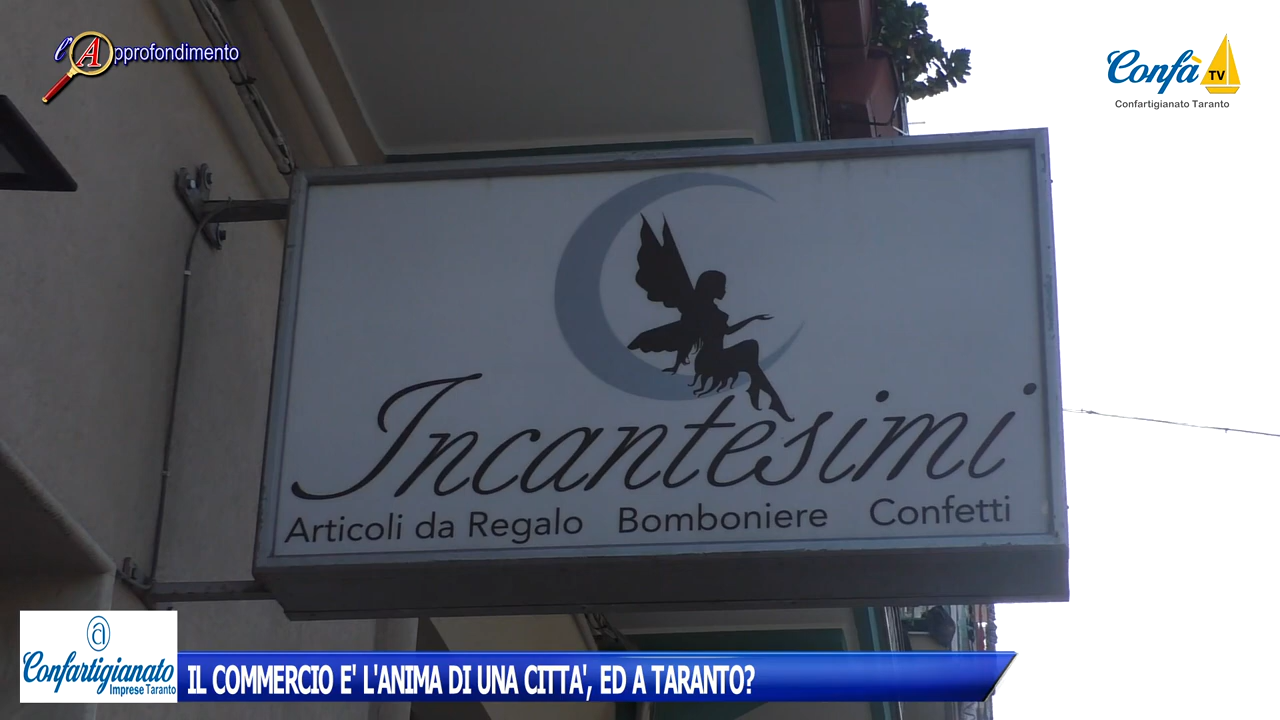 l'Approfondimento
Confà TV
Confartigianato Taranto
Incantesimi
Articoli da Regalo Bomboniere Confetti
Confartigianato
Imprese Taranto
IL COMMERCIO E' L'ANIMA DI UNA CITTA', ED A TARANTO?